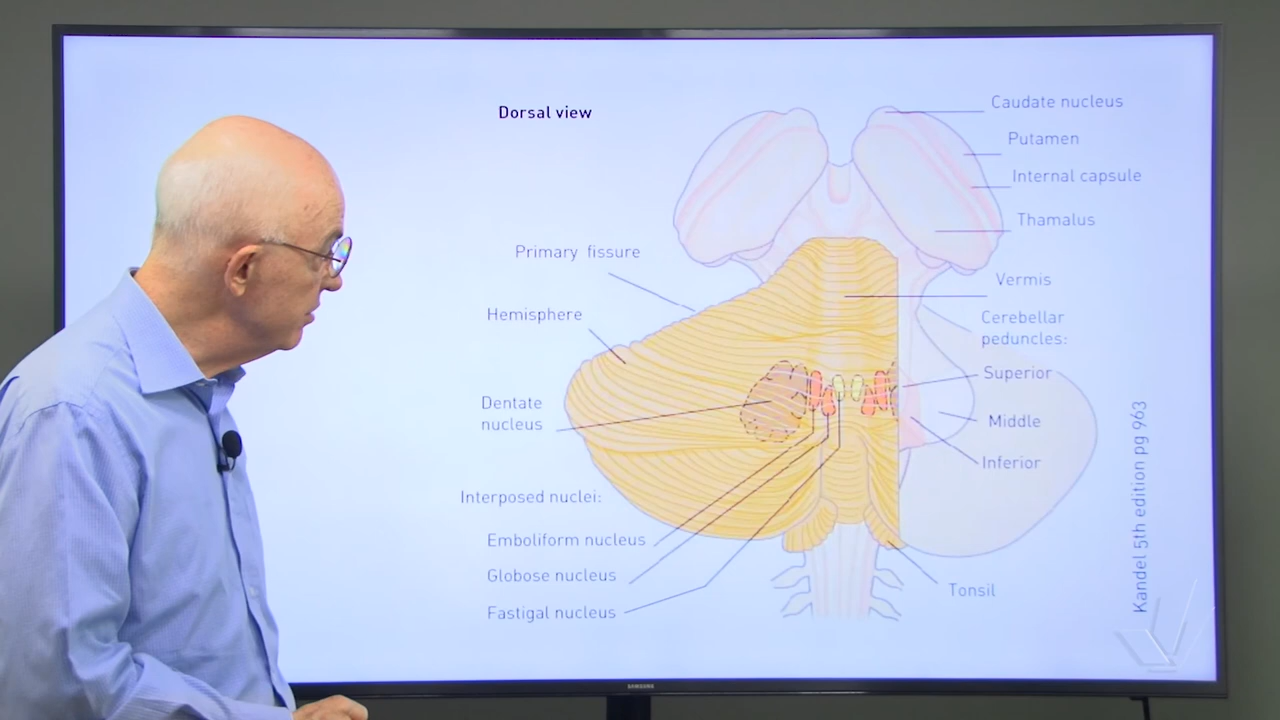 Dorsal view
Caudate nucleus
Putamen
Internal capsule
Thamalus
Primary fissure
Vermis
Hemisphere
Cerebellar
peduncles:
Superior
Dentate
nucleus
Middle
Inferior
Interposed nuclei:
Emboliform nucleus
Globose nucleus
Fastigal nucleus
Tonsil
Kandel 5th edition pg 963
SAMSUNG